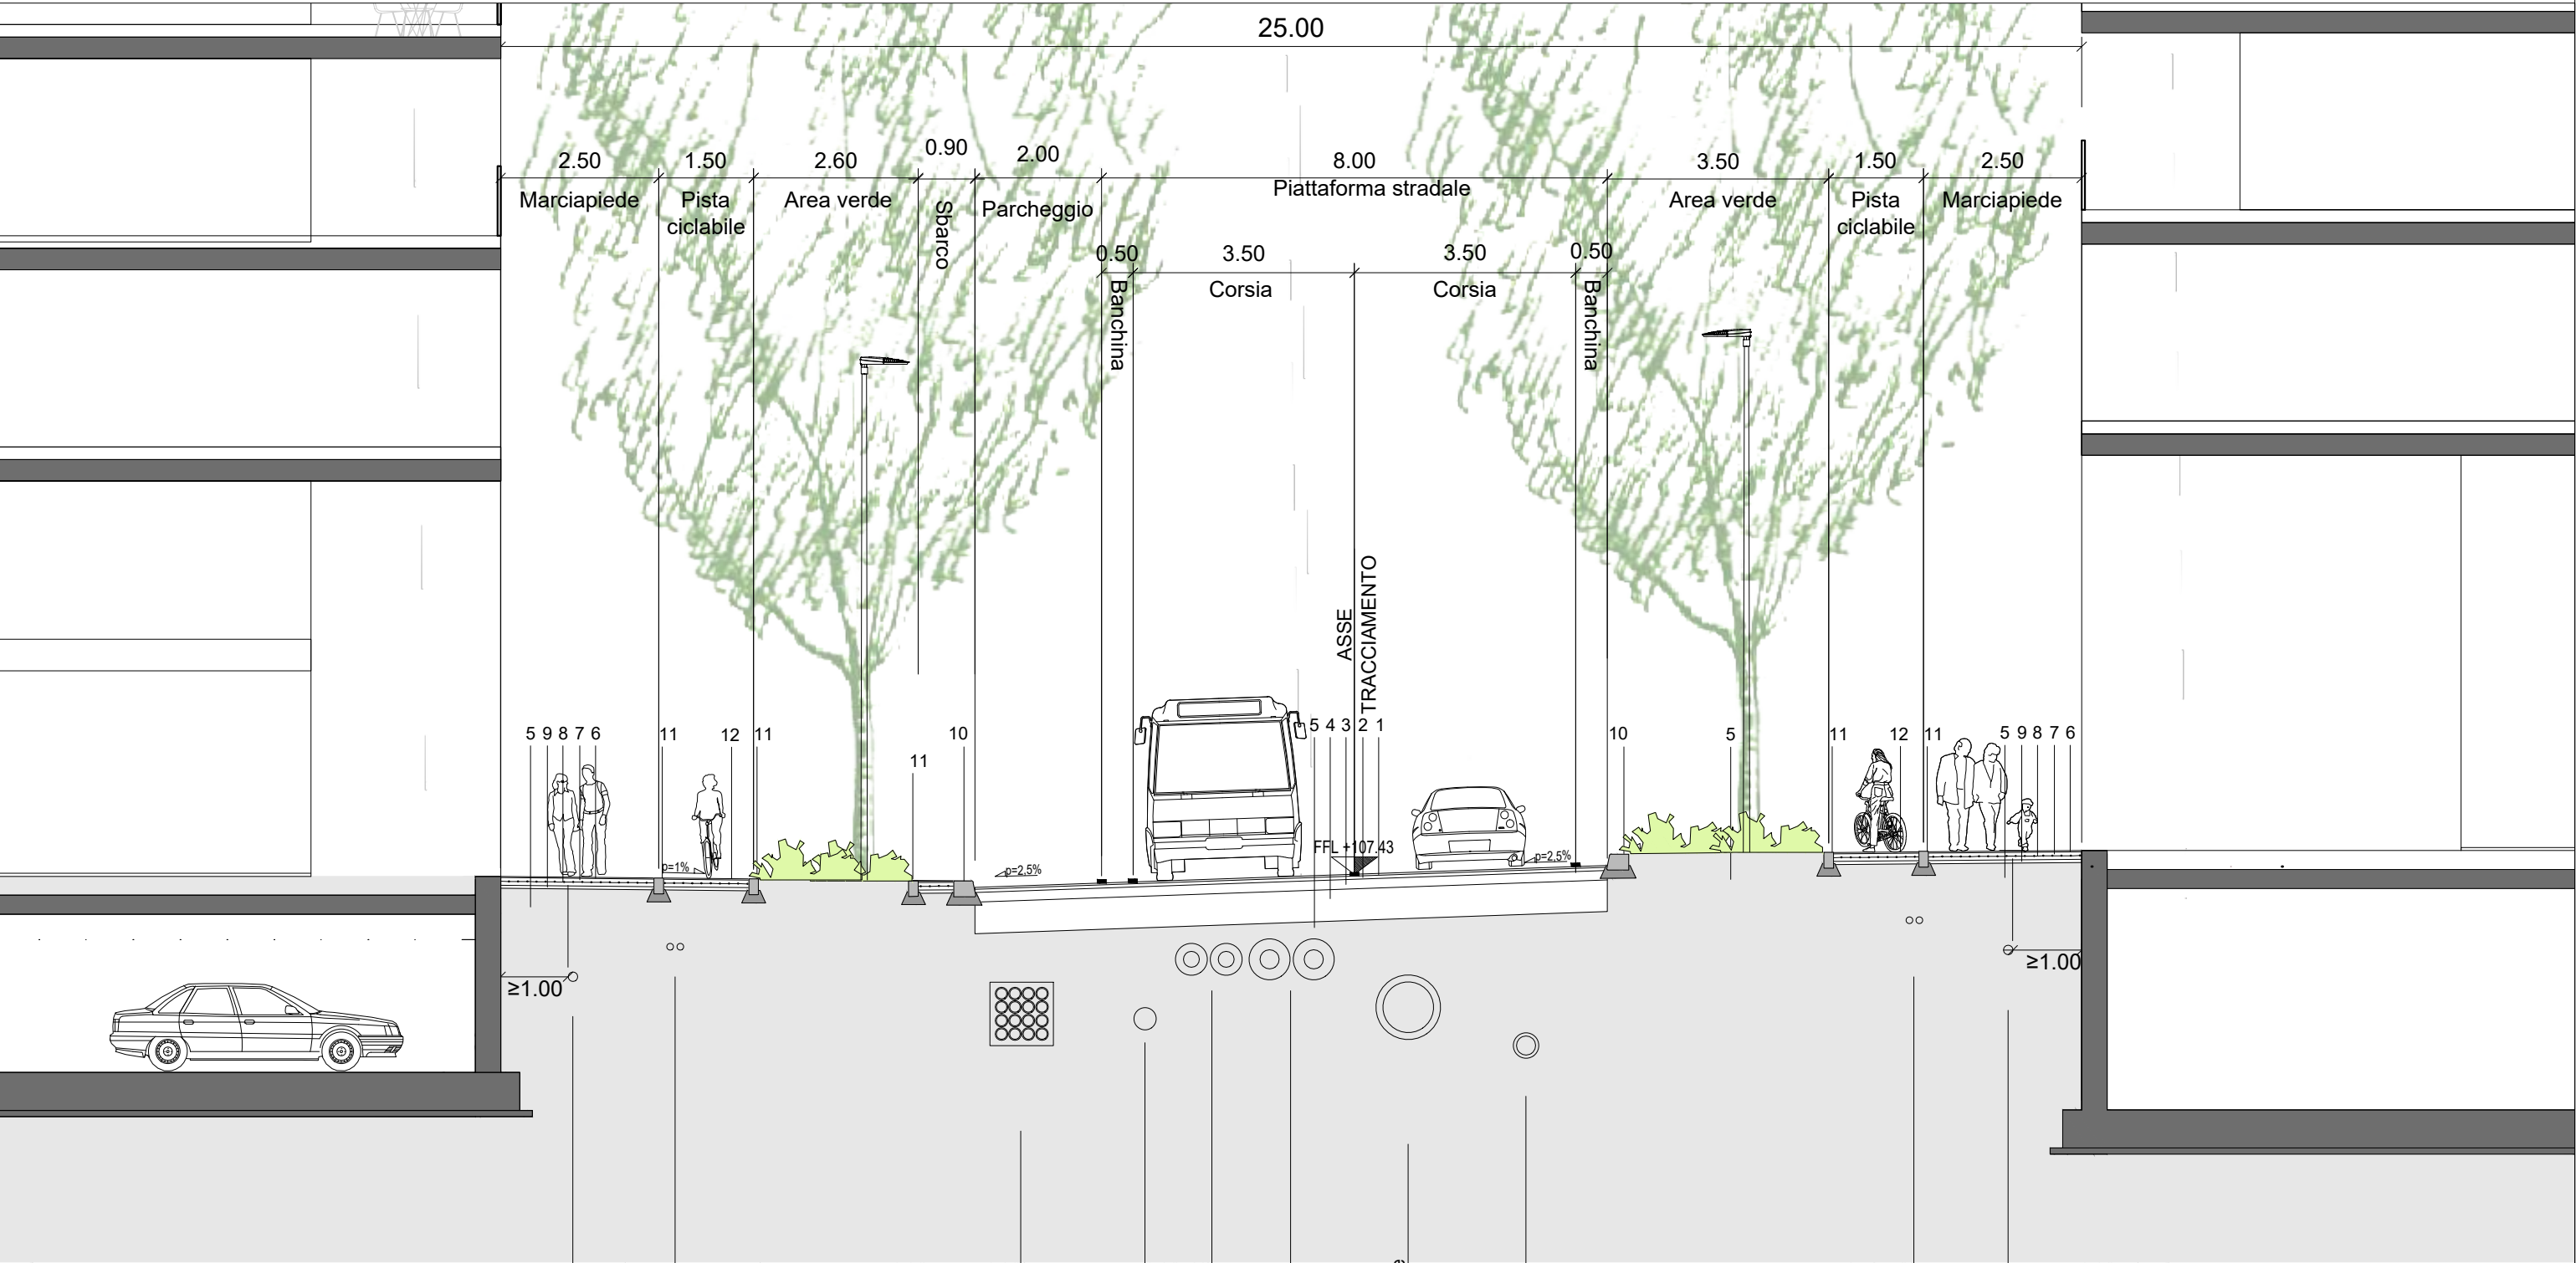 25.00
2.50
1.50
2.60
0.90
2.00
8.00
3.50
1.50
2.50
Marciapiede
Pista
ciclabile
Area verde
Sbarco
Parcheggio
Piattaforma stradale
Area verde
Pista
ciclabile
Marciapiede
0.50
3.50
3.50
0.50
Banchina
Corsia
Corsia
Banchina
ASSE
TRACCIAMENTO
5 9 8 7 6
11
12
11
11
10
5 4 3 2 1
10
5
11
12
11
5 9 8 7 6
FFL +107.43
p=1%
p=2,5%
p=2,5%
≥1.00
≥1.00